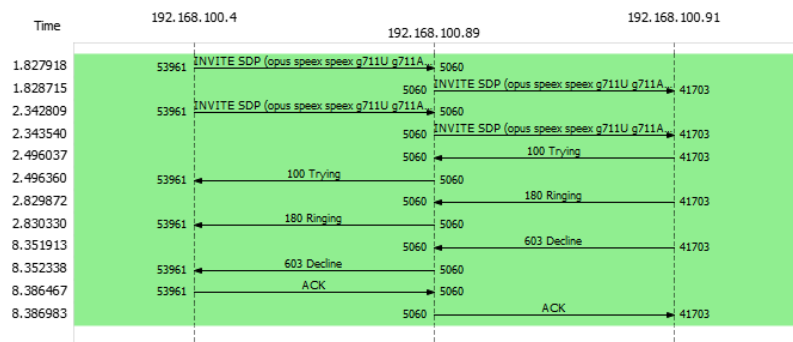 192.168.100.4 192.168.100.91
Time 192.168.100.89
1.827918 53961 INVITE SDP (opus speex speex g711U g711A... 5060
1.828715 5060 INVITE SDP (opus speex speex g711U g711A... 41703
2.342809 53961 INVITE SDP (opus speex speex g711U g711A... 5060
2.343540 5060 INVITE SDP (opus speex speex g711U g711A... 41703
2.496037 5060 100 Trying 41703
2.496360 53961 100 Trying 5060
2.829872 5060 180 Ringing 41703
2.830330 53961 180 Ringing 5060
8.351913 5060 603 Decline 41703
8.352338 53961 603 Decline 5060
8.386467 53961 ACK 5060
8.386983 5060 ACK 41703